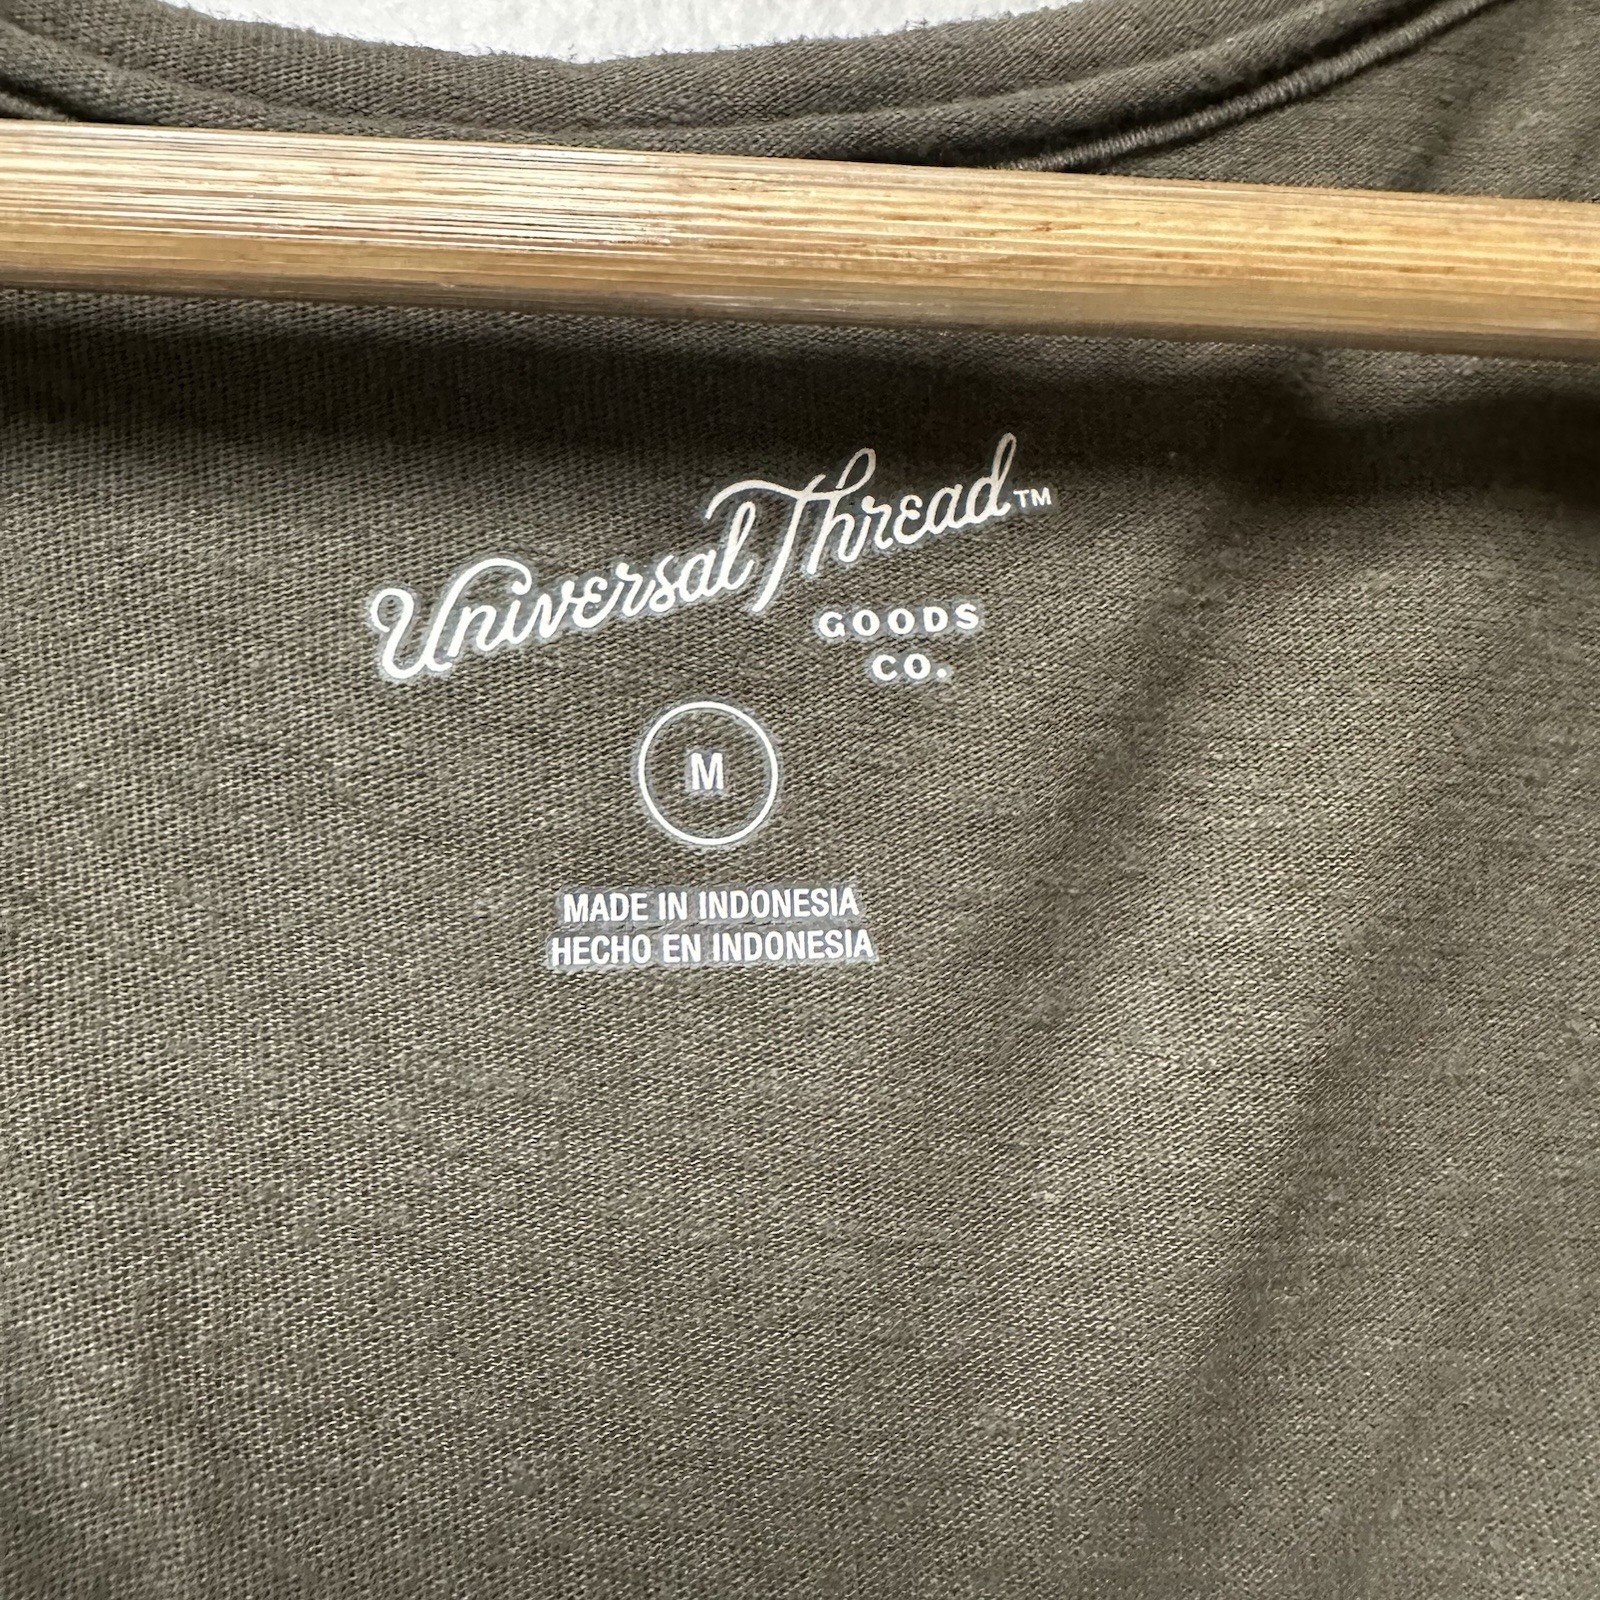 Universal Thread™
GOODS
CO.
M
MADE IN INDONESIA
HECHO EN INDONESIA